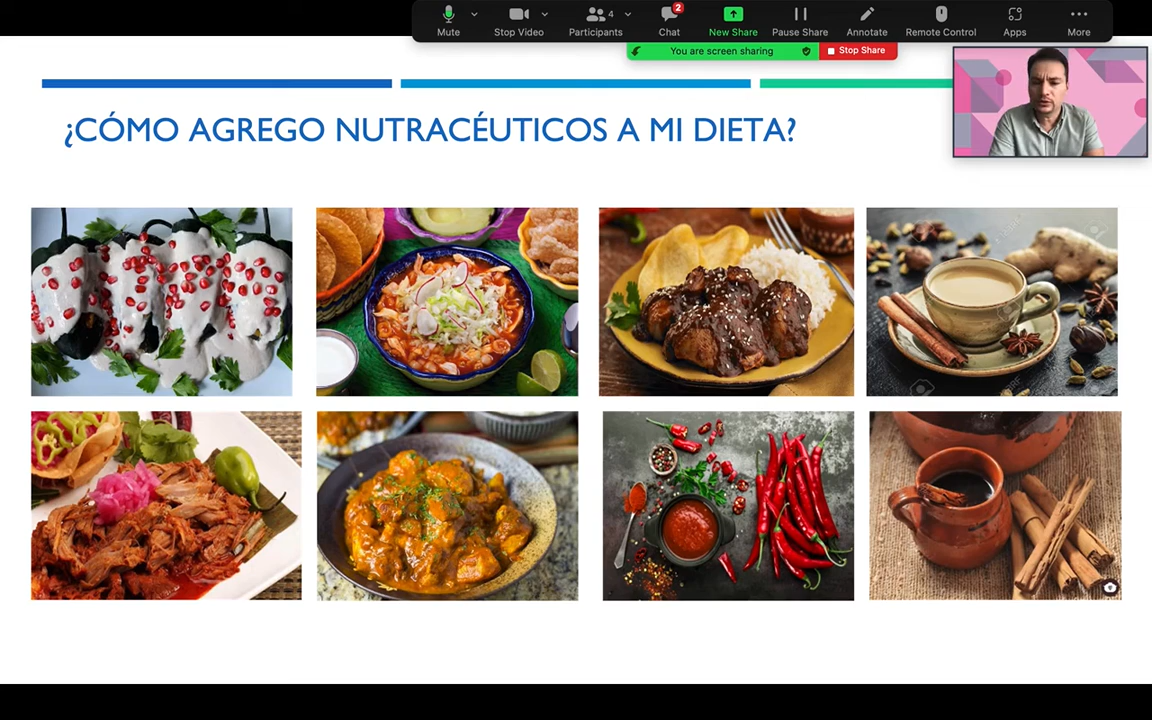 Mute
Stop Video
4
Participants
2
Chat
New Share
Pause Share
Annotate
Remote Control
Apps
More
You are screen sharing
Stop Share
¿CÓMO AGREGO NUTRACÉUTICOS A MI DIETA?